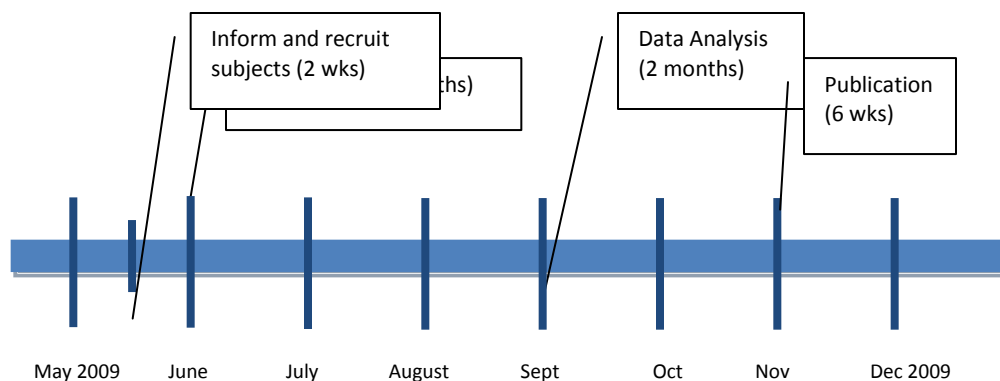 Inform and recruit
subjects (2 wks)
Data Analysis
(2 months)
Publication
(6 wks)
May 2009
June
July
August
Sept
Oct
Nov
Dec 2009